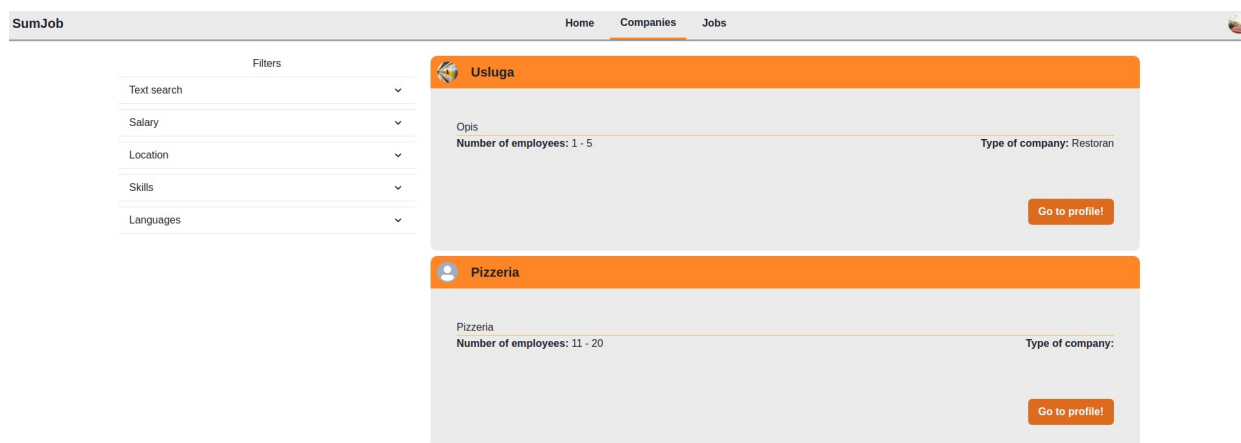 SumJob Home Companies Jobs
Filters
Text search
Salary
Location
Skills
Languages
Usluga
Opis
Number of employees: 1 - 5 Type of company: Restoran
Go to profile!
Pizzeria
Pizzeria
Number of employees: 11 - 20 Type of company:
Go to profile!